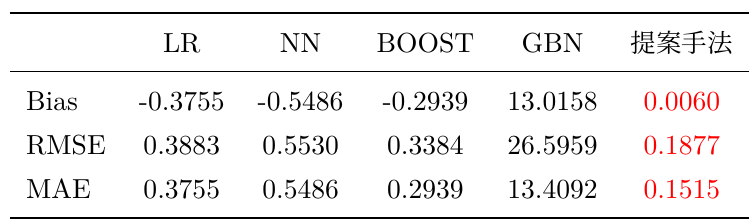 LR NN BOOST GBN 提案手法
Bias -0.3755 -0.5486 -0.2939 13.0158 0.0060
RMSE 0.3883 0.5530 0.3384 26.5959 0.1877
MAE 0.3755 0.5486 0.2939 13.4092 0.1515